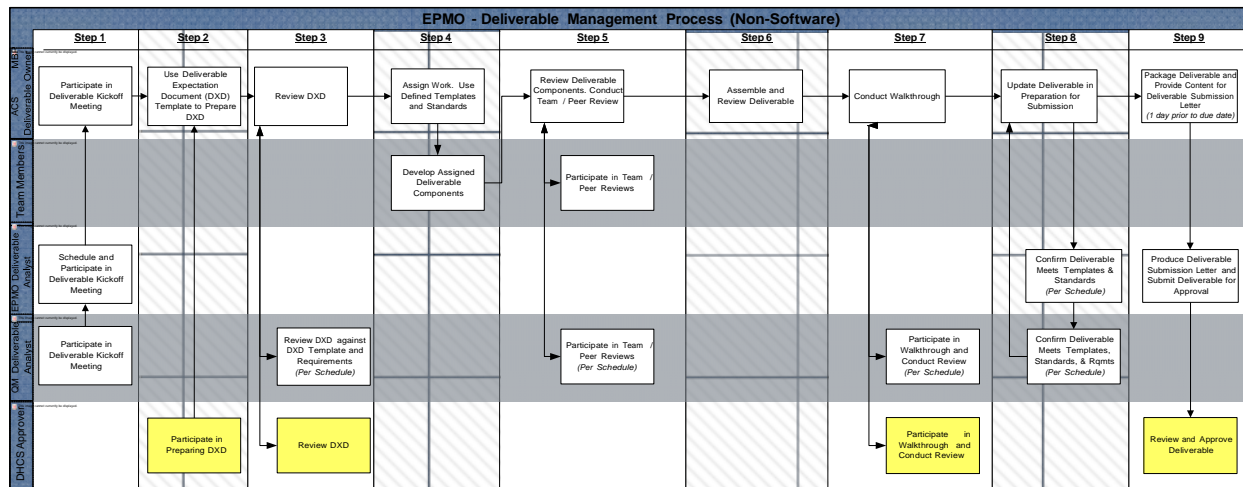 EPMO - Deliverable Management Process (Non-Software)
Step 1
Step 2
Step 3
Step 4
Step 5
Step 6
Step 7
Step 8
Step 9
ACS MBE
Deliverable Owner
Participate in
Deliverable Kickoff
Meeting
Use Deliverable
Expectation
Document (DXD)
Template to Prepare
DXD
Review DXD
Assign Work. Use
Defined Templates
and Standards
Review Deliverable
Components. Conduct
Team / Peer Review
Assemble and
Review Deliverable
Conduct Walkthrough
Update Deliverable in
Preparation for
Submission
Package Deliverable and
Provide Content for
Deliverable Submission
Letter
(1 day prior to due date)
Team Members
Develop Assigned
Deliverable
Components
Participate in Team /
Peer Reviews
EPMO Deliverable
Analyst
Schedule and
Participate in
Deliverable Kickoff
Meeting
Confirm Deliverable
Meets Templates &
Standards
(Per Schedule)
Produce Deliverable
Submission Letter and
Submit Deliverable for
Approval
QM Deliverable
Analyst
Participate in
Deliverable Kickoff
Meeting
Review DXD against
DXD Template and
Requirements
(Per Schedule)
Participate in Team /
Peer Reviews
(Per Schedule)
Participate in
Walkthrough and
Conduct Review
(Per Schedule)
Confirm Deliverable
Meets Templates,
Standards, & Rqmts
(Per Schedule)
DHCS Approver
Participate in
Preparing DXD
Review DXD
Participate in
Walkthrough and
Conduct Review
Review and Approve
Deliverable